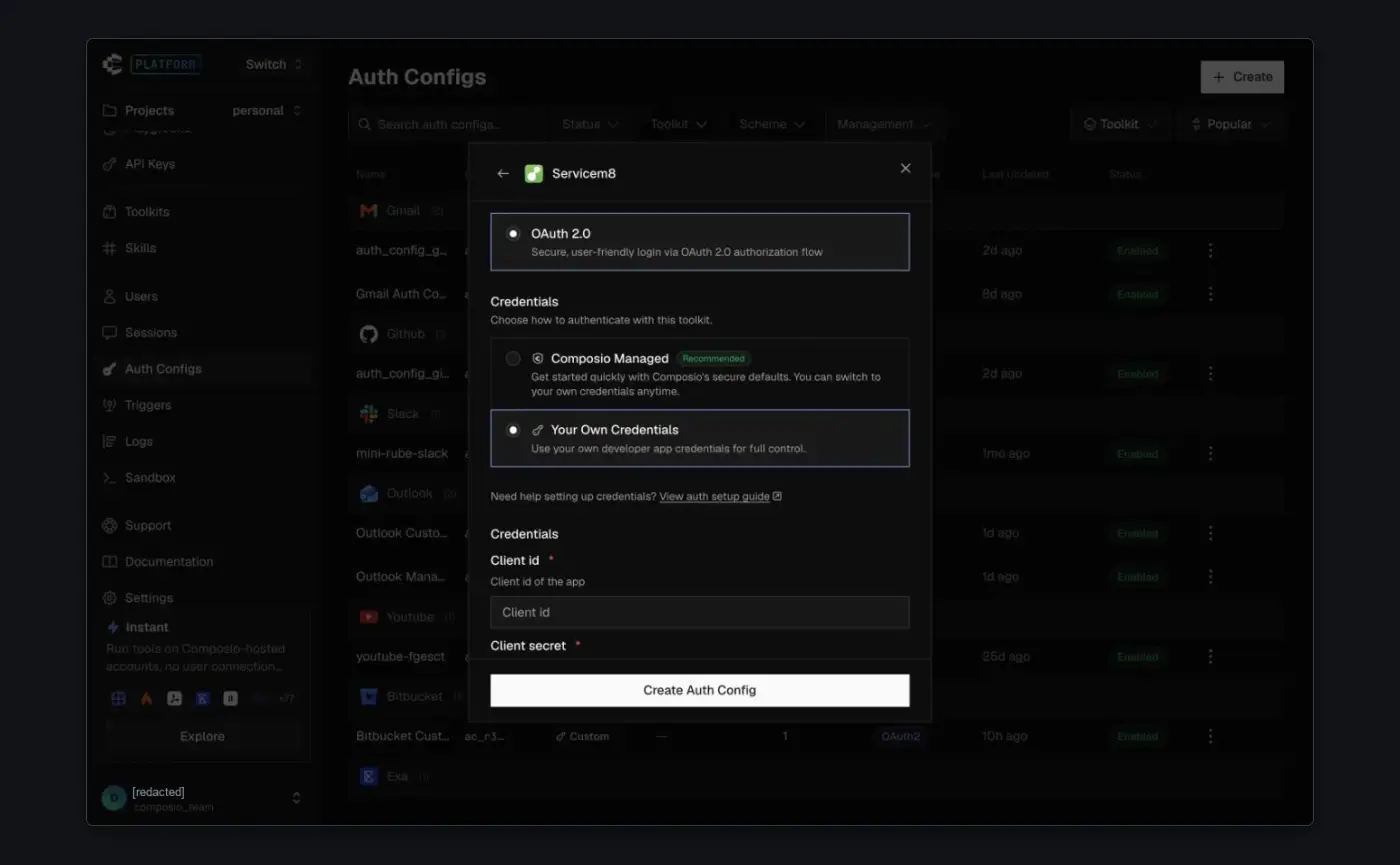 PLATFORM
Switch
Projects
personal
API Keys
Toolkits
Skills
Users
Sessions
Auth Configs
Triggers
Logs
Sandbox
Support
Documentation
Settings
Instant
Run tools on Composio-hosted
accounts, no user connection...
+77
Explore
[redacted]
composio_team
Auth Configs
+ Create
Search auth configs...
Status
Toolkit
Scheme
Management
Toolkit
Popular
Name
Last Updated
Status
Gmail
auth_config_g...
2d ago
Enabled
Gmail Auth Co...
8d ago
Enabled
Github
auth_config_gi...
2d ago
Enabled
Slack
mini-rube-slack
1mo ago
Enabled
Outlook
Outlook Custo...
1d ago
Enabled
Outlook Mana...
1d ago
Enabled
Youtube
youtube-fgesct
25d ago
Enabled
Bitbucket
Bitbucket Cust...
ac_r3...
Custom
—
1
OAuth2
10h ago
Enabled
Exa
Servicem8
OAuth 2.0
Secure, user-friendly login via OAuth 2.0 authorization flow
Credentials
Choose how to authenticate with this toolkit.
Composio Managed Recommended
Get started quickly with Composio's secure defaults. You can switch to
your own credentials anytime.
Your Own Credentials
Use your own developer app credentials for full control.
Need help setting up credentials? View auth setup guide
Credentials
Client id *
Client id of the app
Client id
Client secret *
Create Auth Config